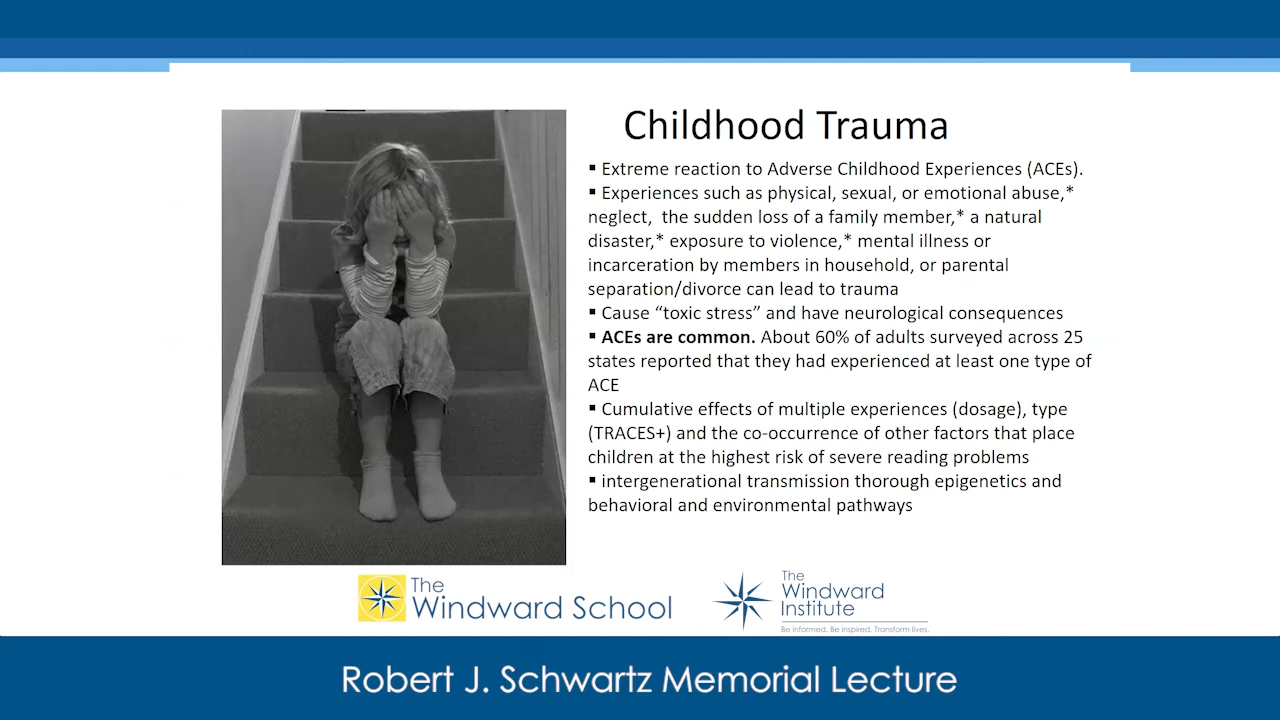 Childhood Trauma
▪ Extreme reaction to Adverse Childhood Experiences (ACEs).
▪ Experiences such as physical, sexual, or emotional abuse,*
neglect,  the sudden loss of a family member,* a natural
disaster,* exposure to violence,* mental illness or
incarceration by members in household, or parental
separation/divorce can lead to trauma
▪ Cause “toxic stress” and have neurological consequences
▪ ACEs are common. About 60% of adults surveyed across 25
states reported that they had experienced at least one type of
ACE
▪ Cumulative effects of multiple experiences (dosage), type
(TRACES+) and the co-occurrence of other factors that place
children at the highest risk of severe reading problems
▪ intergenerational transmission thorough epigenetics and
behavioral and environmental pathways
The
Windward School
The
Windward
Institute
Be informed. Be inspired. Transform lives.
Robert J. Schwartz Memorial Lecture